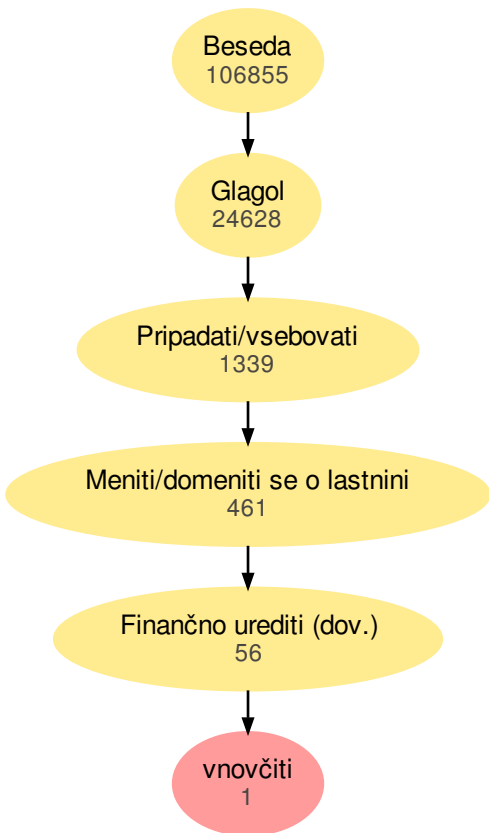 Beseda
106855
Glagol
24628
Pripadati/vsebovati
1339
Meniti/domeniti se o lastnini
461
Finančno urediti (dov.)
56
vnovčiti
1